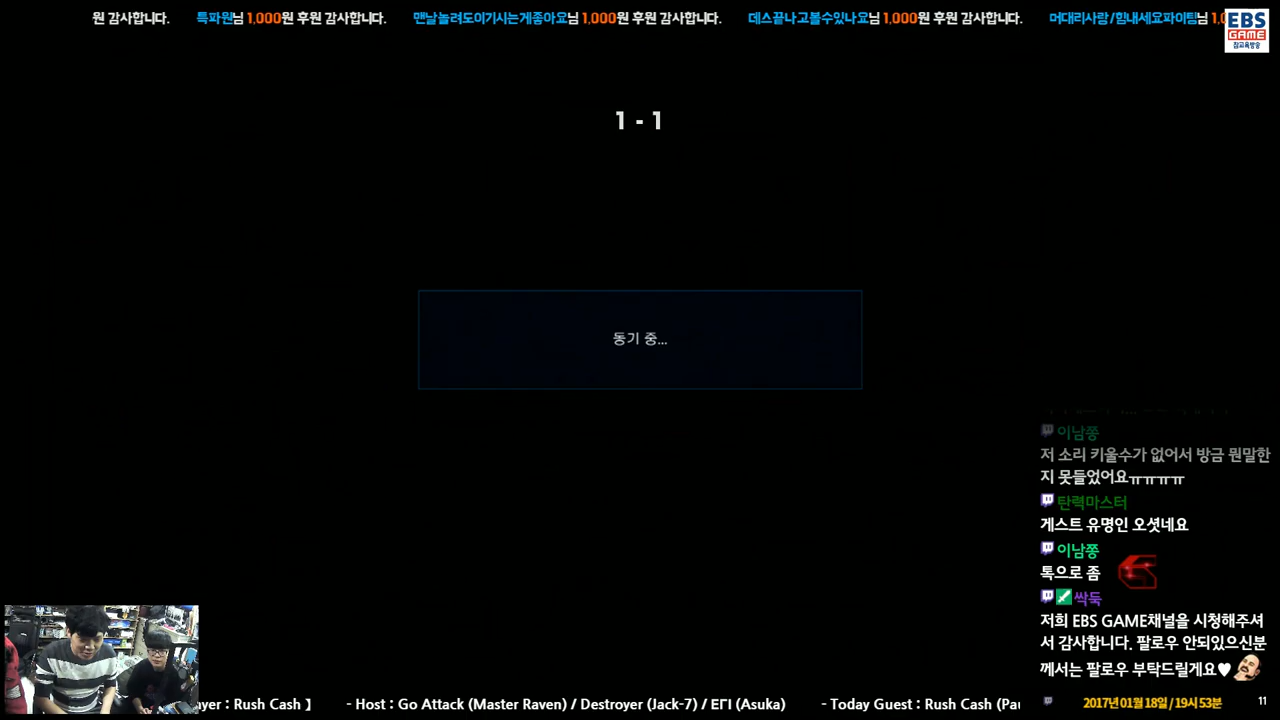 원 감사합니다. 특파원님 1,000원 후원 감사합니다. 맨날놀려도이기시는게좋아요님 1,000원 후원 감사합니다. 데스끝나고볼수있나요님 1,000원 후원 감사합니다. 머대리사랑/힘내세요파이팅님
EBS
GAME
참교육방송
1 - 1
동기 중...
이남쫑
저 소리 키울수가 없어서 방금 뭔말한
지 못들었어요ㅠㅠㅠㅠ
탄력마스터
게스트 유명인 오셧네요
이남쫑
톡으로 좀
싹둑
저희 EBS GAME채널을 시청해주셔
서 감사합니다. 팔로우 안되있으신분
께서는 팔로우 부탁드릴게요♥
ayer : Rush Cash 】 - Host : Go Attack (Master Raven) / Destroyer (Jack-7) / ЕГІ (Asuka) - Today Guest : Rush Cash (Pau
2017년 01월 18일 / 19시 53분
11